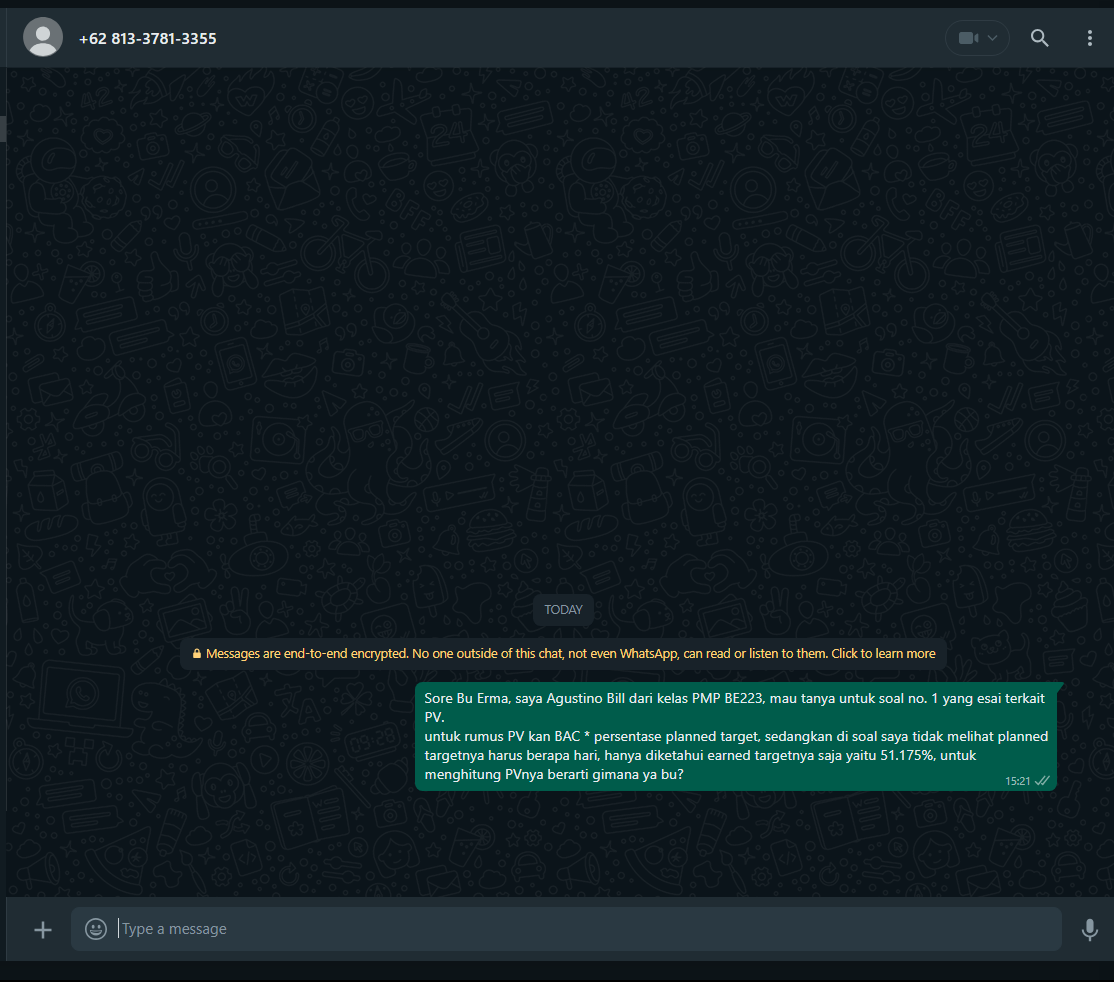 +62 813-3781-3355
TODAY
Messages are end-to-end encrypted. No one outside of this chat, not even WhatsApp, can read or listen to them. Click to learn more
Sore Bu Erma, saya Agustino Bill dari kelas PMP BE223, mau tanya untuk soal no. 1 yang esai terkait
PV.
untuk rumus PV kan BAC * persentase planned target, sedangkan di soal saya tidak melihat planned
targetnya harus berapa hari, hanya diketahui earned targetnya saja yaitu 51.175%, untuk
menghitung PVnya berarti gimana ya bu?
15:21
Type a message